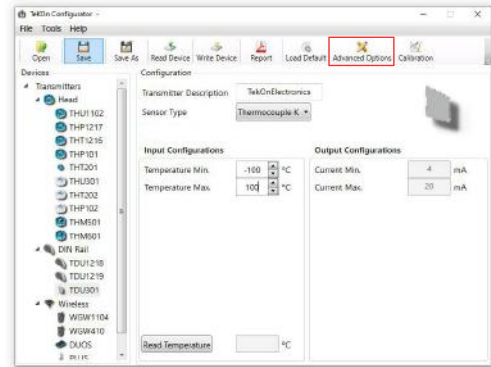 TekOn Configurator -
File Tools Help
Open Save Save As Read Device Write Device Report Load Default Advanced Options Calibration
Devices
Transmitters
Head
THU1102
THP1217
THT1216
THP101
THT201
THU301
THT202
THP102
THM501
THM601
DIN Rail
TDU1218
TDU1219
TDU301
Wireless
WGW1104
WGW410
DUOS
PLUS
Configuration
Transmitter Description TekOnElectronics
Sensor Type Thermocouple K
Input Configurations
Temperature Min. -100 °C
Temperature Max. 100 °C
Read Temperature °C
Output Configurations
Current Min. 4 mA
Current Max. 20 mA